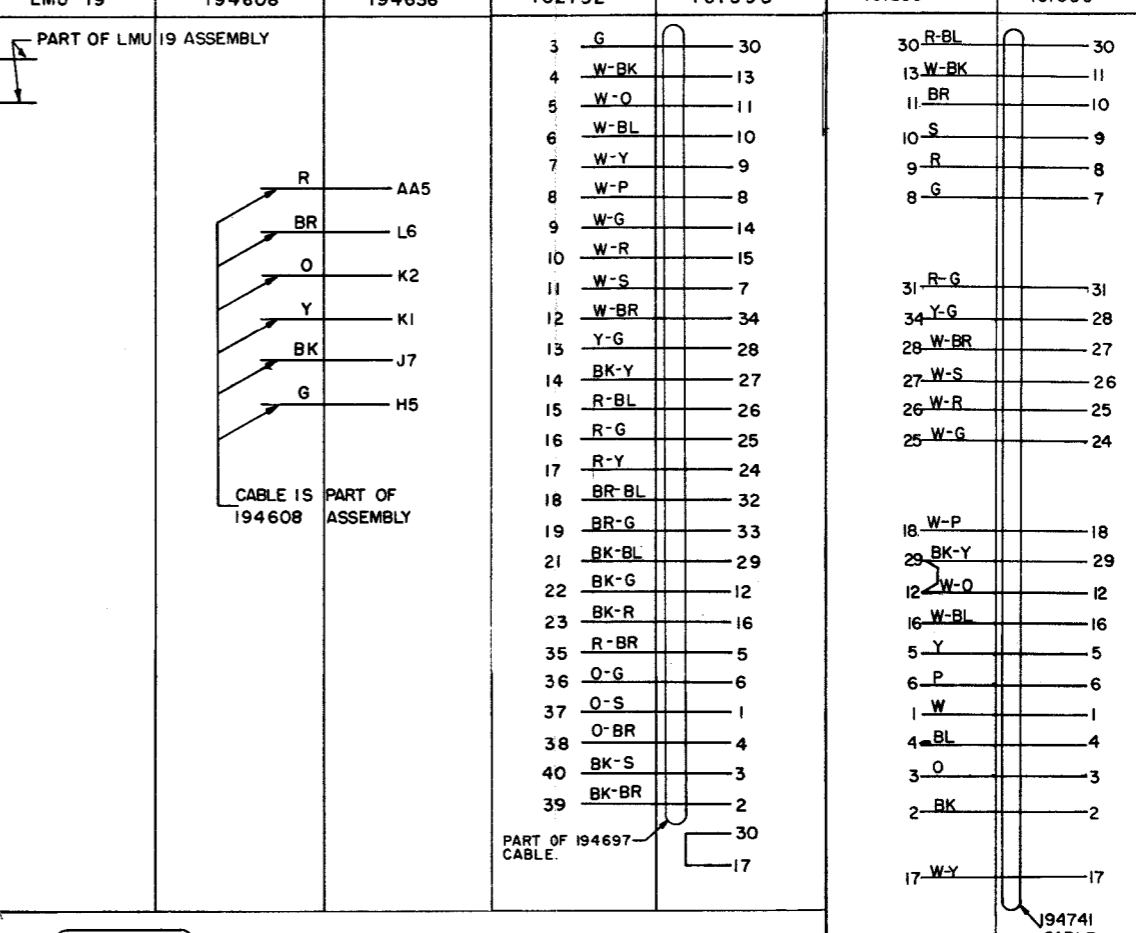 LMU 19 194608 194636
PART OF LMU 19 ASSEMBLY
R AA5
BR L6
O K2
Y K1
BK J7
G H5
CABLE IS PART OF
194608 ASSEMBLY
3 G 30
4 W-BK 13
5 W-O 11
6 W-BL 10
7 W-Y 9
8 W-P 8
9 W-G 14
10 W-R 15
11 W-S 7
12 W-BR 34
13 Y-G 28
14 BK-Y 27
15 R-BL 26
16 R-G 25
17 R-Y 24
18 BR-BL 32
19 BR-G 33
21 BK-BL 29
22 BK-G 12
23 BK-R 16
35 R-BR 5
36 O-G 6
37 O-S 1
38 O-BR 4
40 BK-S 3
39 BK-BR 2
30
17
PART OF 194697
CABLE.
30 R-BL 30
13 W-BK 11
11 BR 10
10 S 9
9 R 8
8 G 7
31 R-G 31
34 Y-G 28
28 W-BR 27
27 W-S 26
26 W-R 25
25 W-G 24
18 W-P 18
29 BK-Y 29
12 W-O 12
16 W-BL 16
5 Y 5
6 P 6
1 W 1
4 BL 4
3 O 3
2 BK 2
17 W-Y 17
194741